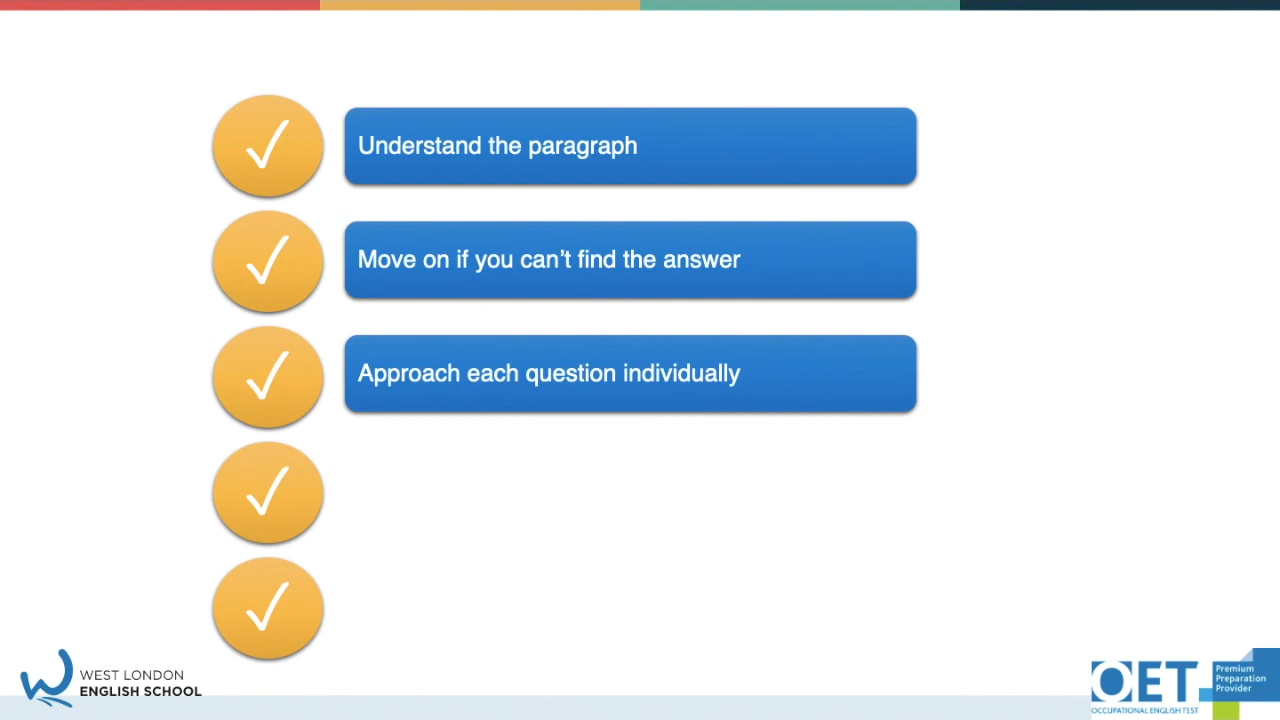 Understand the paragraph
Move on if you can’t find the answer
Approach each question individually
WEST LONDON
ENGLISH SCHOOL
OET
OCCUPATIONAL ENGLISH TEST
Premium
Preparation
Provider